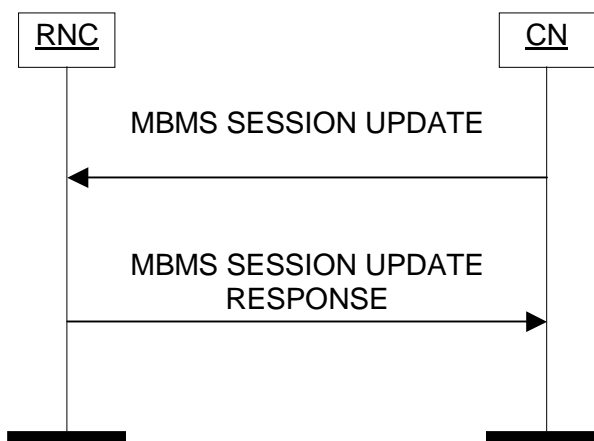 RNC
CN
MBMS SESSION UPDATE
MBMS SESSION UPDATE
RESPONSE